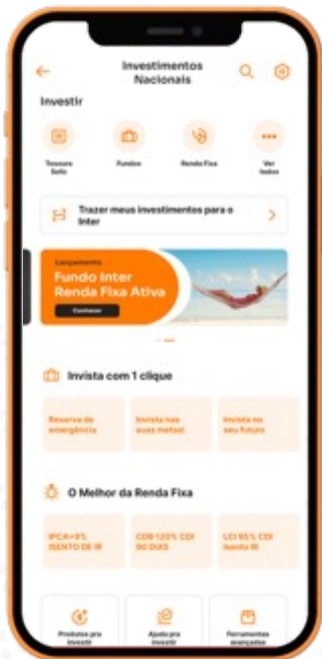 Investimentos
Nacionais
Investir
Tesouro
Selic
Fundos
Renda Fixa
Ver
todos
Trazer meus investimentos para o
Inter
Lançamento
Fundo Inter
Renda Fixa Ativa
Conhecer
Invista com 1 clique
Reserva de
emergência
Invista nas
suas metas!
Invista no
seu futuro
O Melhor da Renda Fixa
IPCA+9%
ISENTO DE IR
CDB 120% CDI
90 DIAS
LCI 95% CDI
Isento IR
Produtos pra
investir
Ajuda pra
investir
Ferramentas
avançadas